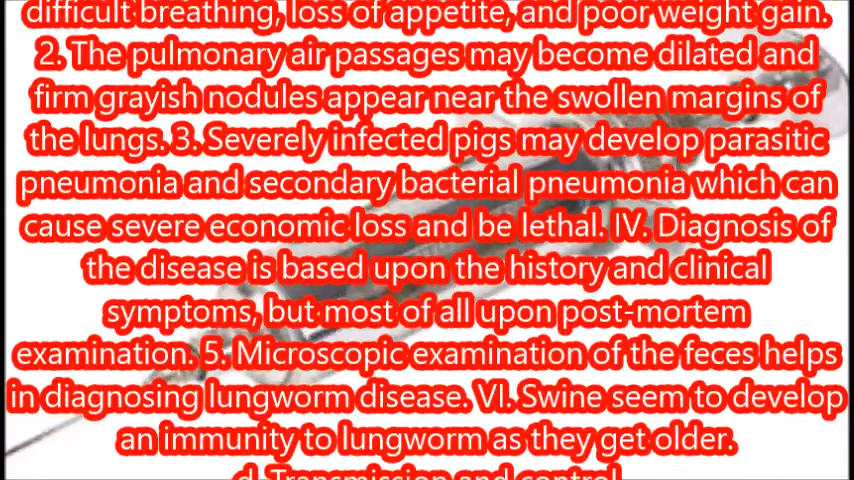 difficult breathing, loss of appetite, and poor weight gain.
2. The pulmonary air passages may become dilated and
firm grayish nodules appear near the swollen margins of
the lungs. 3. Severely infected pigs may develop parasitic
pneumonia and secondary bacterial pneumonia which can
cause severe economic loss and be lethal. IV. Diagnosis of
the disease is based upon the history and clinical
symptoms, but most of all upon post-mortem
examination. 5. Microscopic examination of the feces helps
in diagnosing lungworm disease. VI. Swine seem to develop
an immunity to lungworm as they get older.
d. Transmission and control